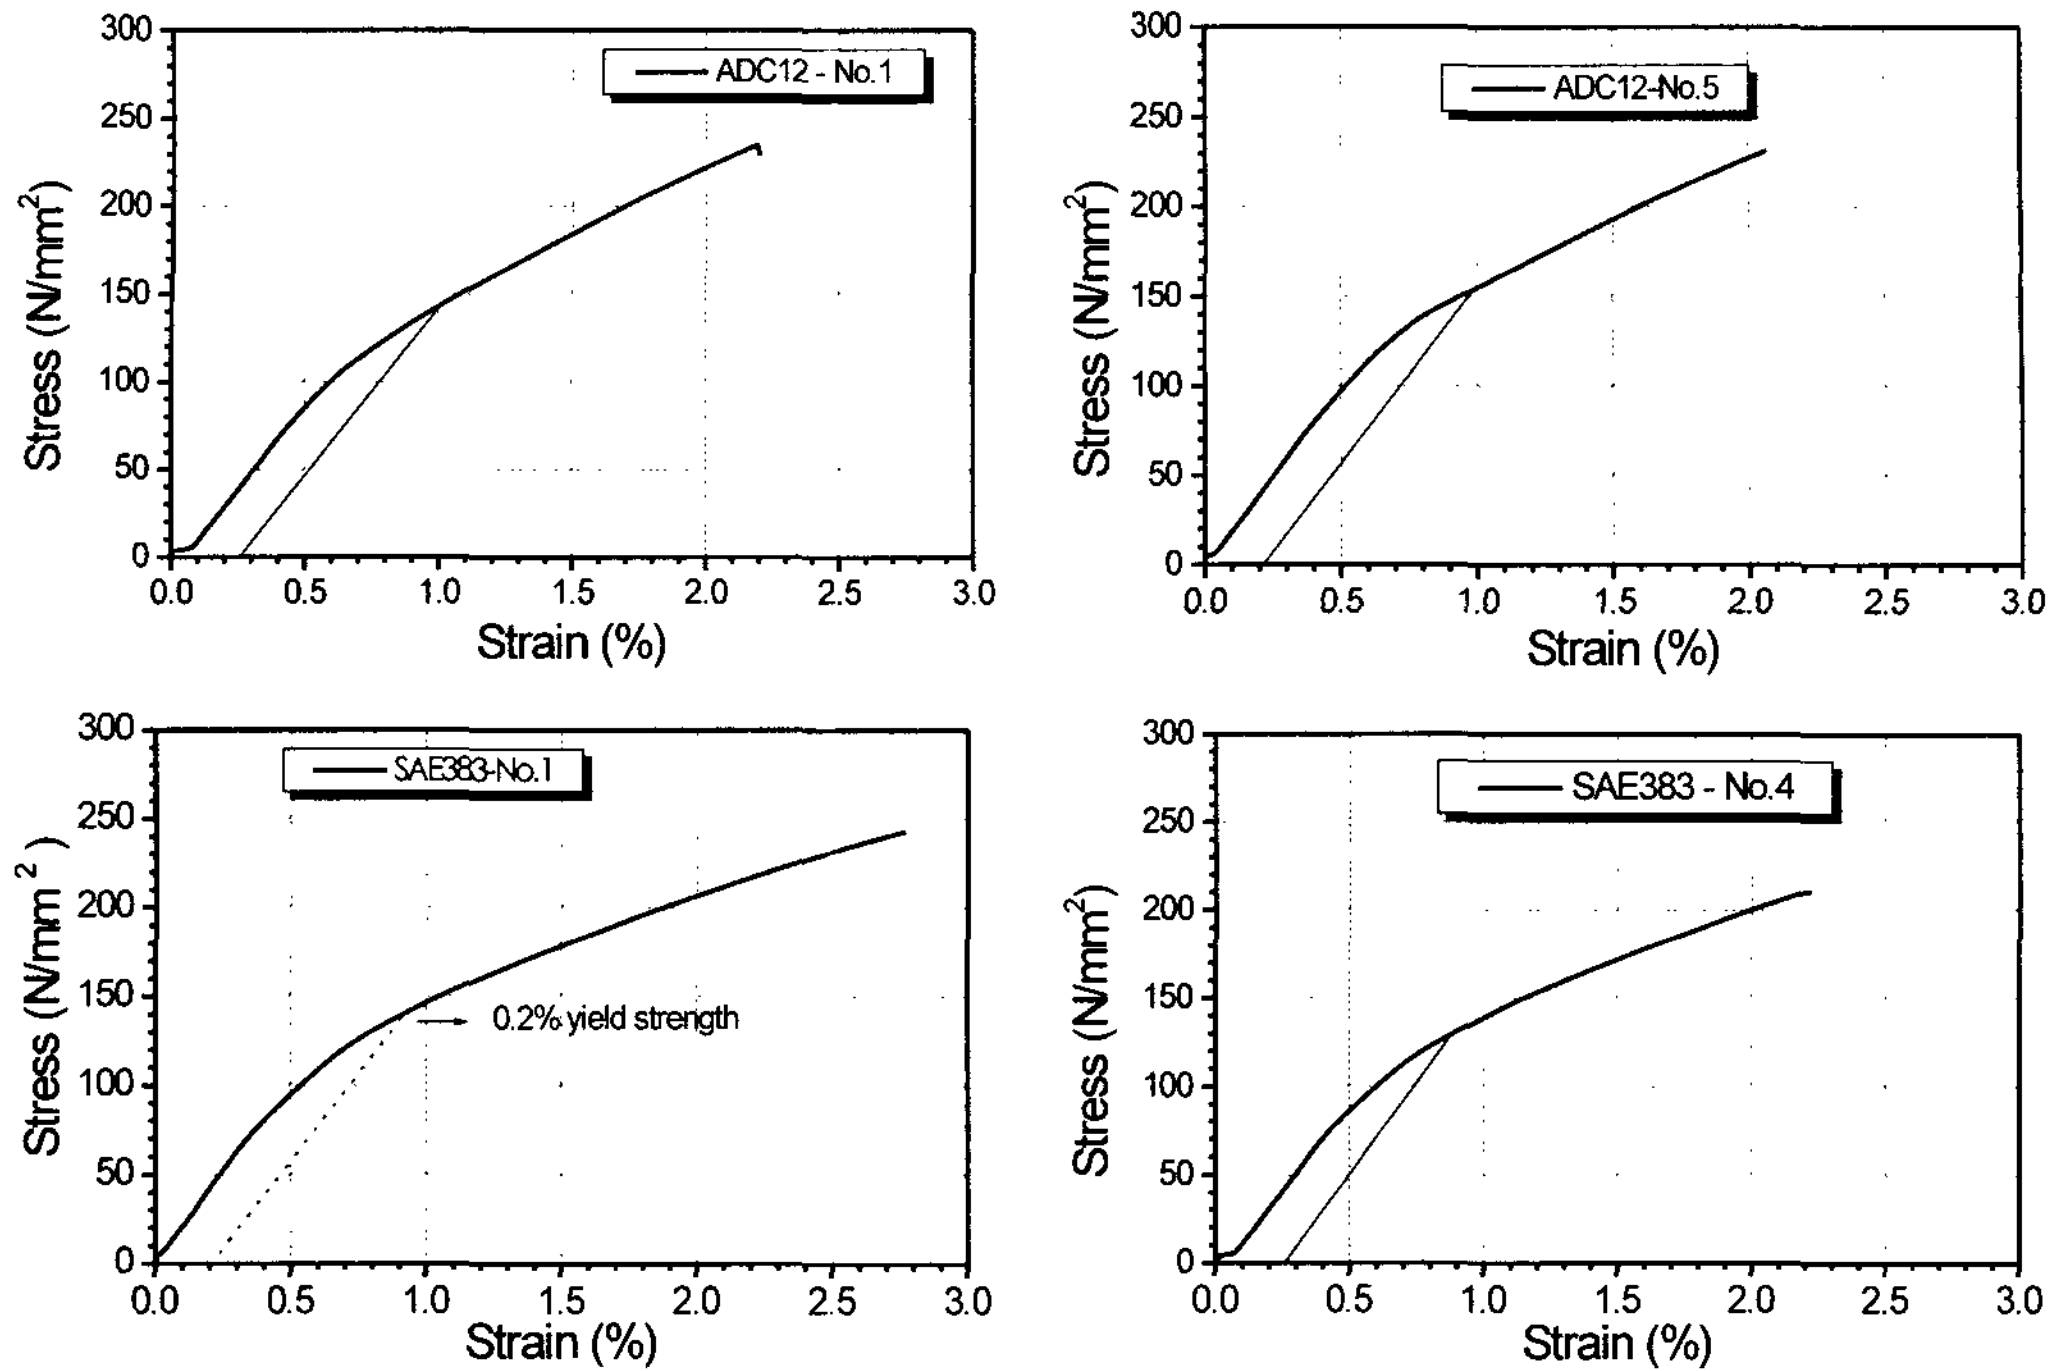 300
250
200
150
100
50
0
Stress (N/mm²)
ADC12 - No.1
0.0 0.5 1.0 1.5 2.0 2.5 3.0
Strain (%)
300
250
200
150
100
50
0
Stress (N/mm²)
ADC12-No.5
0.0 0.5 1.0 1.5 2.0 2.5 3.0
Strain (%)
300
250
200
150
100
50
0
Stress (N/mm²)
SAE383-No.1
0.2% yield strength
0.0 0.5 1.0 1.5 2.0 2.5 3.0
Strain (%)
300
250
200
150
100
50
0
Stress (N/mm²)
SAE383 - No.4
0.0 0.5 1.0 1.5 2.0 2.5 3.0
Strain (%)